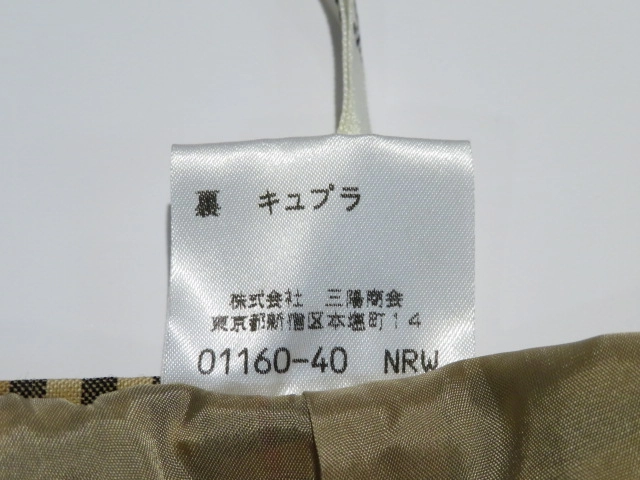 裏 キュプラ
株式会社 三陽商会
東京都新宿区本塩町14
01160-40 NRW